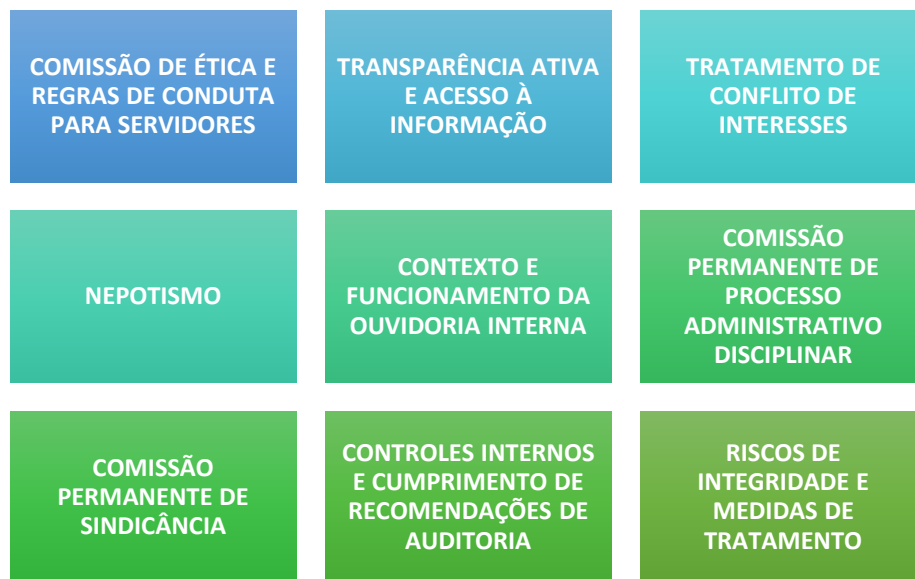 COMISSÃO DE ÉTICA E
REGRAS DE CONDUTA
PARA SERVIDORES
TRANSPARÊNCIA ATIVA
E ACESSO À
INFORMAÇÃO
TRATAMENTO DE
CONFLITO DE
INTERESSES
NEPOTISMO
CONTEXTO E
FUNCIONAMENTO DA
OUVIDORIA INTERNA
COMISSÃO
PERMANENTE DE
PROCESSO
ADMINISTRATIVO
DISCIPLINAR
COMISSÃO
PERMANENTE DE
SINDICÂNCIA
CONTROLES INTERNOS
E CUMPRIMENTO DE
RECOMENDAÇÕES DE
AUDITORIA
RISCOS DE
INTEGRIDADE E
MEDIDAS DE
TRATAMENTO